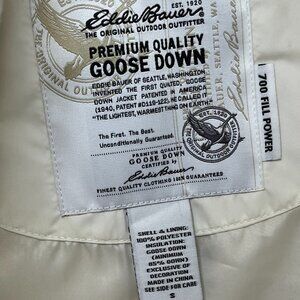 EST. 1920
Eddie Bauer
THE ORIGINAL OUTDOOR OUTFITTER
PREMIUM QUALITY
GOOSE DOWN
EDDIE BAUER OF SEATTLE, WASHINGTON
INVENTED THE FIRST QUILTED, GOOSE
DOWN JACKET PATENTED IN AMERICA
(1940, PATENT #D119-122). HE CALLED IT
"THE LIGHTEST, WARMEST THING ON EARTH."
The First. The Best.
Unconditionally Guaranteed.
PREMIUM QUALITY
GOOSE DOWN
CERTIFIED BY
Eddie Bauer
FINEST QUALITY CLOTHING 100% GUARANTEED
700 FILL POWER
SHELL & LINING:
100% POLYESTER
INSULATION:
GOOSE DOWN
(MINIMUM
85% DOWN)
EXCLUSIVE OF
DECORATION
MADE IN CHINA
SEE SIDE FOR CARE
S